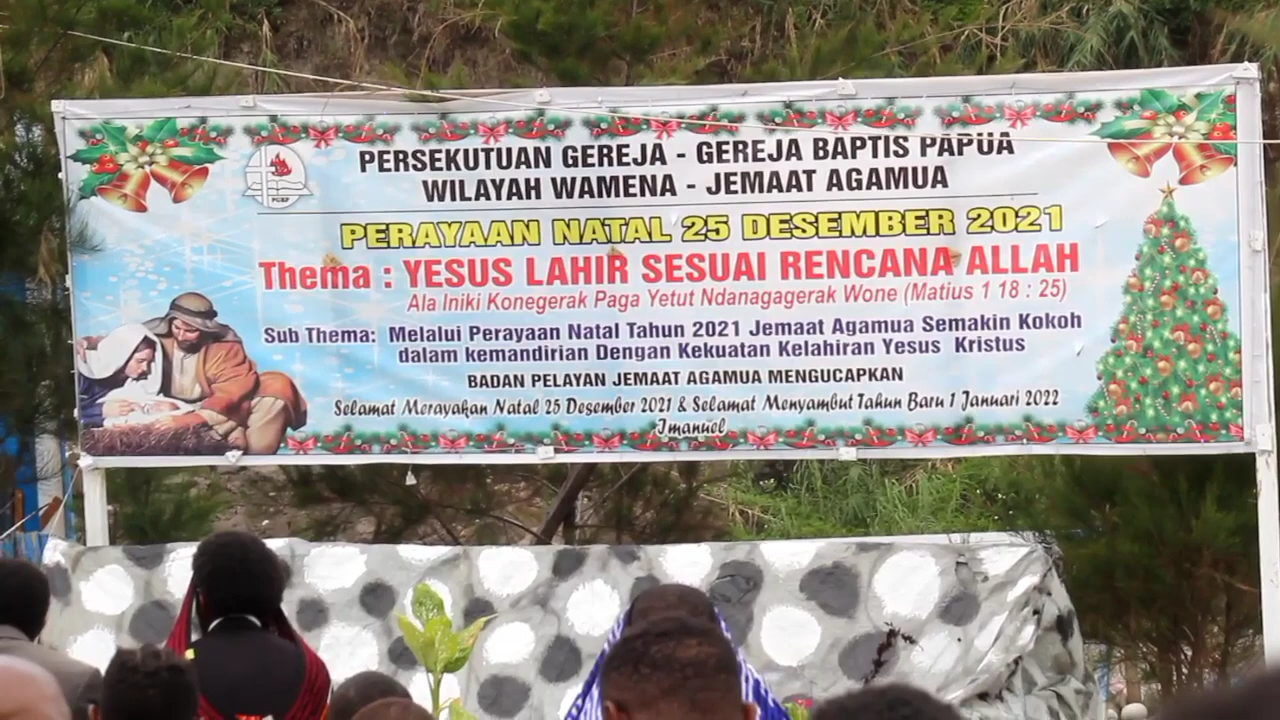 PERSEKUTUAN GEREJA - GEREJA BAPTIS PAPUA
WILAYAH WAMENA - JEMAAT AGAMUA
PGBP
PERAYAAN NATAL 25 DESEMBER 2021
Thema : YESUS LAHIR SESUAI RENCANA ALLAH
Ala Iniki Konegerak Paga Yetut Ndanagagerak Wone (Matius 1 18 : 25)
Sub Thema: Melalui Perayaan Natal Tahun 2021 Jemaat Agamua Semakin Kokoh
dalam kemandirian Dengan Kekuatan Kelahiran Yesus Kristus
BADAN PELAYAN JEMAAT AGAMUA MENGUCAPKAN
Selamat Merayakan Natal 25 Desember 2021 & Selamat Menyambut Tahun Baru 1 Januari 2022
Imanuel